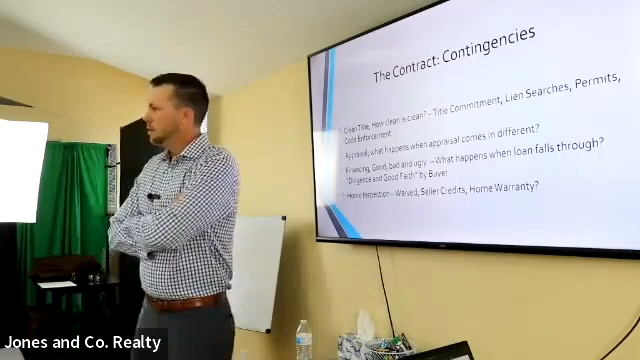 The Contract: Contingencies
Clean Title, How clean is clean? – Title Commitment, Lien Searches, Permits,
Code Enforcement
Appraisal, what happens when appraisal comes in different?
Financing, Good, bad and ugly – What happens when loan falls through?
"Diligence and Good Faith" by Buyer
Home Inspection – Waived, Seller Credits, Home Warranty?
Jones and Co. Realty